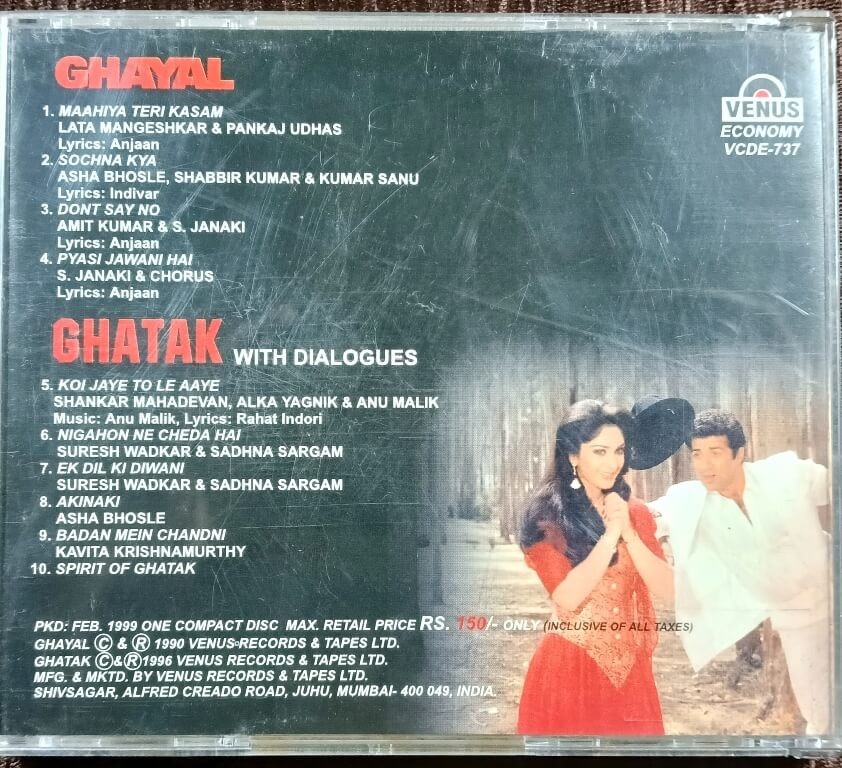 GHAYAL
1. MAAHIYA TERI KASAM
LATA MANGESHKAR & PANKAJ UDHAS
Lyrics: Anjaan
2. SOCHNA KYA
ASHA BHOSLE, SHABBIR KUMAR & KUMAR SANU
Lyrics: Indivar
3. DONT SAY NO
AMIT KUMAR & S. JANAKI
Lyrics: Anjaan
4. PYASI JAWANI HAI
S. JANAKI & CHORUS
Lyrics: Anjaan
VENUS
ECONOMY
VCDE-737
GHATAK WITH DIALOGUES
5. KOI JAYE TO LE AAYE
SHANKAR MAHADEVAN, ALKA YAGNIK & ANU MALIK
Music: Anu Malik, Lyrics: Rahat Indori
6. NIGAHON NE CHEDA HAI
SURESH WADKAR & SADHNA SARGAM
7. EK DIL KI DIWANI
SURESH WADKAR & SADHNA SARGAM
8. AKINAKI
ASHA BHOSLE
9. BADAN MEIN CHANDNI
KAVITA KRISHNAMURTHY
10. SPIRIT OF GHATAK
PKD: FEB. 1999 ONE COMPACT DISC MAX. RETAIL PRICE RS. 150/- ONLY (INCLUSIVE OF ALL TAXES)
GHAYAL © & ® 1990 VENUS RECORDS & TAPES LTD.
GHATAK ©&® 1996 VENUS RECORDS & TAPES LTD.
MFG. & MKTD. BY VENUS RECORDS & TAPES LTD.
SHIVSAGAR, ALFRED CREADO ROAD, JUHU, MUMBAI- 400 049, INDIA.